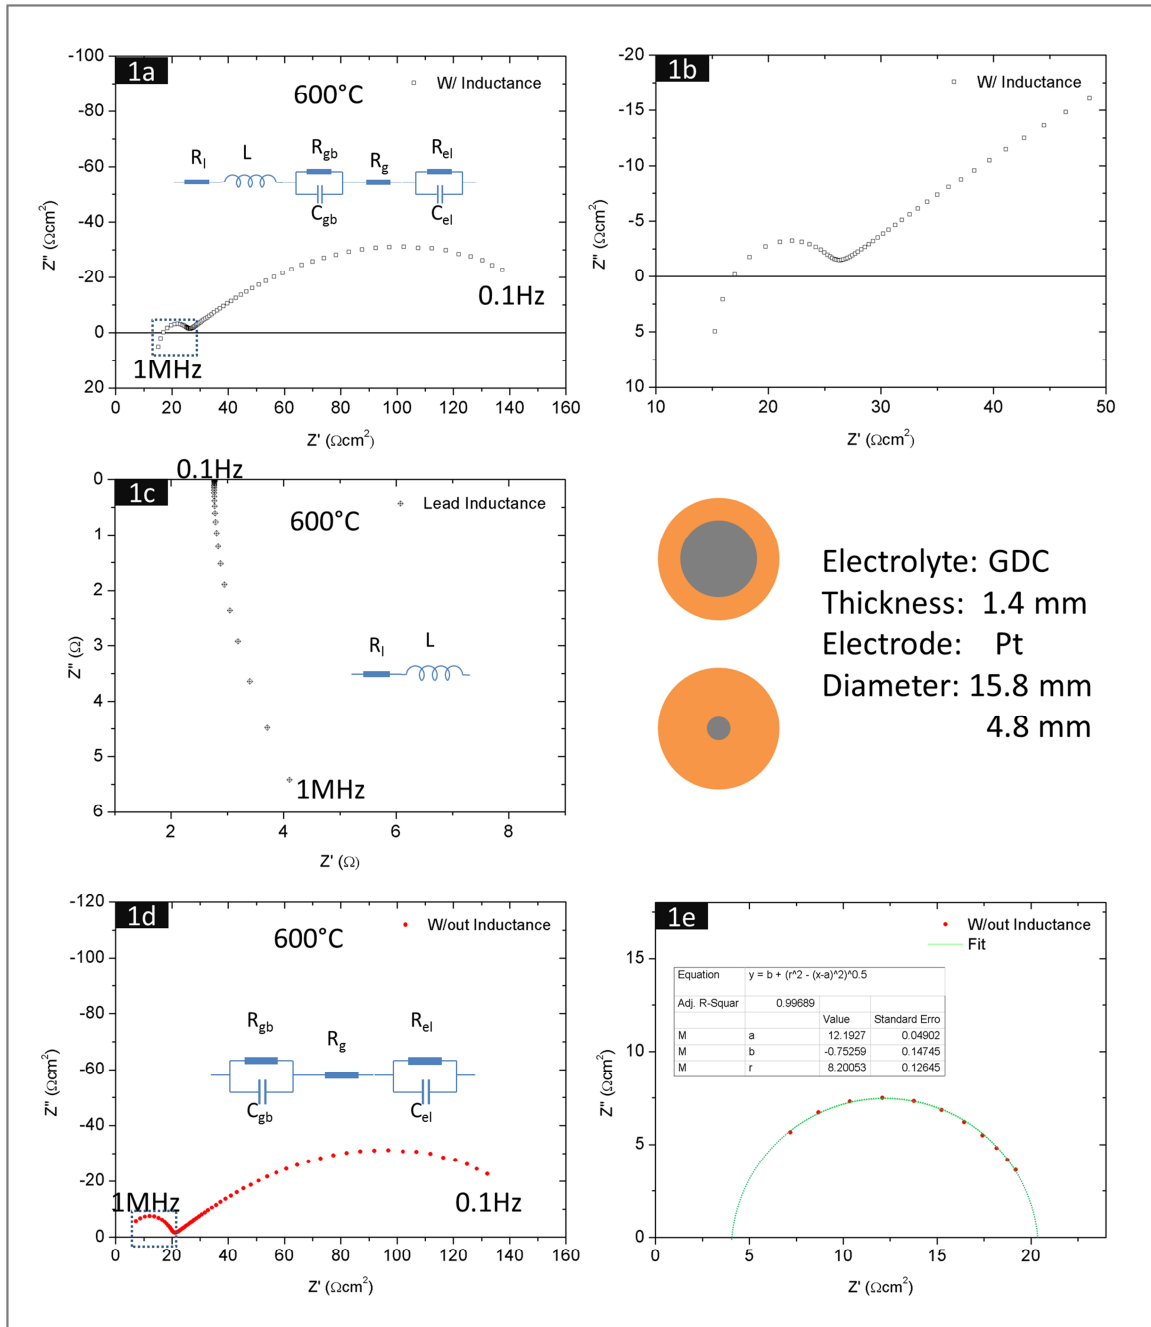 1a
W/ Inductance
600°C
Rl L Rgb Rg Rel
Cgb Cel
0.1Hz
1MHz
-100
-80
-60
-40
-20
0
20
0 20 40 60 80 100 120 140 160
Z'' (Ωcm²)
Z' (Ωcm²)
1b
W/ Inductance
-20
-15
-10
-5
0
5
10
10 20 30 40 50
Z'' (Ωcm²)
Z' (Ωcm²)
1c
0.1Hz
Lead Inductance
600°C
Rl L
1MHz
0
1
2
3
4
5
6
2 4 6 8
Z'' (Ω)
Z' (Ω)
Electrolyte: GDC
Thickness: 1.4 mm
Electrode: Pt
Diameter: 15.8 mm
4.8 mm
1d
W/out Inductance
600°C
Rgb Rg Rel
Cgb Cel
1MHz
0.1Hz
-120
-100
-80
-60
-40
-20
0
0 20 40 60 80 100 120 140 160
Z'' (Ωcm²)
Z' (Ωcm²)
1e
W/out Inductance
Fit
Equation y = b + (r^2 - (x-a)^2)^0.5
Adj. R-Squar 0.99689
Value Standard Erro
M a 12.1927 0.04902
M b -0.75259 0.14745
M r 8.20053 0.12645
15
10
5
0
0 5 10 15 20
Z'' (Ωcm²)
Z' (Ωcm²)